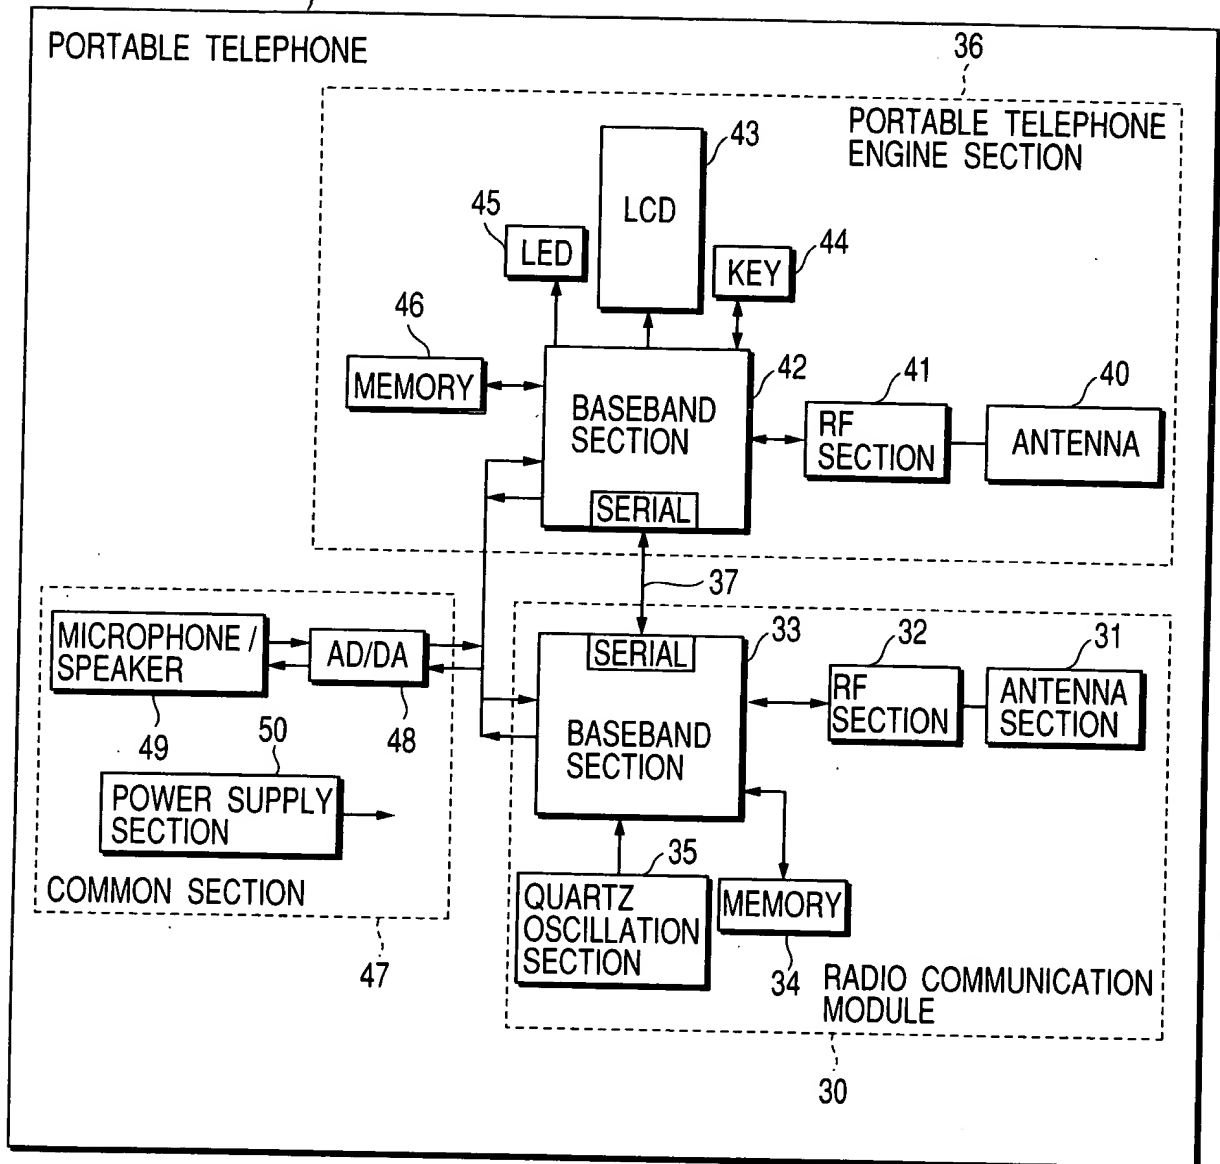 PORTABLE TELEPHONE
36
PORTABLE TELEPHONE
ENGINE SECTION
43
LCD
45
LED
44
KEY
46
MEMORY
BASEBAND
SECTION
42
41
RF
SECTION
40
ANTENNA
SERIAL
37
MICROPHONE /
SPEAKER
AD/DA
49
48
50
POWER SUPPLY
SECTION
COMMON SECTION
47
SERIAL
33
BASEBAND
SECTION
32
RF
SECTION
31
ANTENNA
SECTION
35
QUARTZ
OSCILLATION
SECTION
MEMORY
34
RADIO COMMUNICATION
MODULE
30